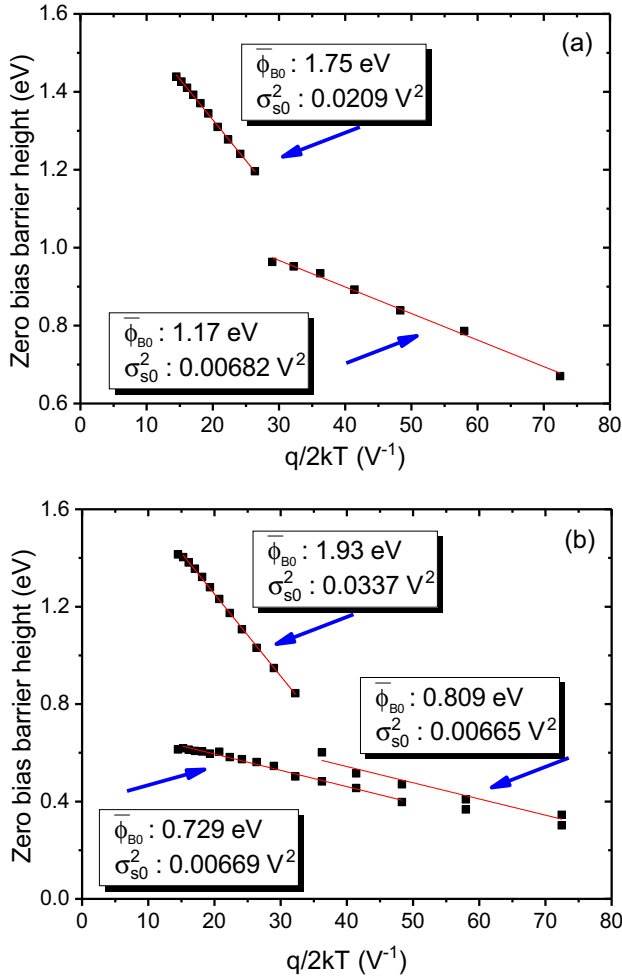 (a)
1.6
1.4
1.2
1.0
0.8
0.6
Zero bias barrier height (eV)
ϕ̅B0 : 1.75 eV
σ²s0 : 0.0209 V²
ϕ̅B0 : 1.17 eV
σ²s0 : 0.00682 V²
0 10 20 30 40 50 60 70 80
q/2kT (V⁻¹)
(b)
1.6
1.2
0.8
0.4
0.0
Zero bias barrier height (eV)
ϕ̅B0 : 1.93 eV
σ²s0 : 0.0337 V²
ϕ̅B0 : 0.809 eV
σ²s0 : 0.00665 V²
ϕ̅B0 : 0.729 eV
σ²s0 : 0.00669 V²
0 10 20 30 40 50 60 70 80
q/2kT (V⁻¹)